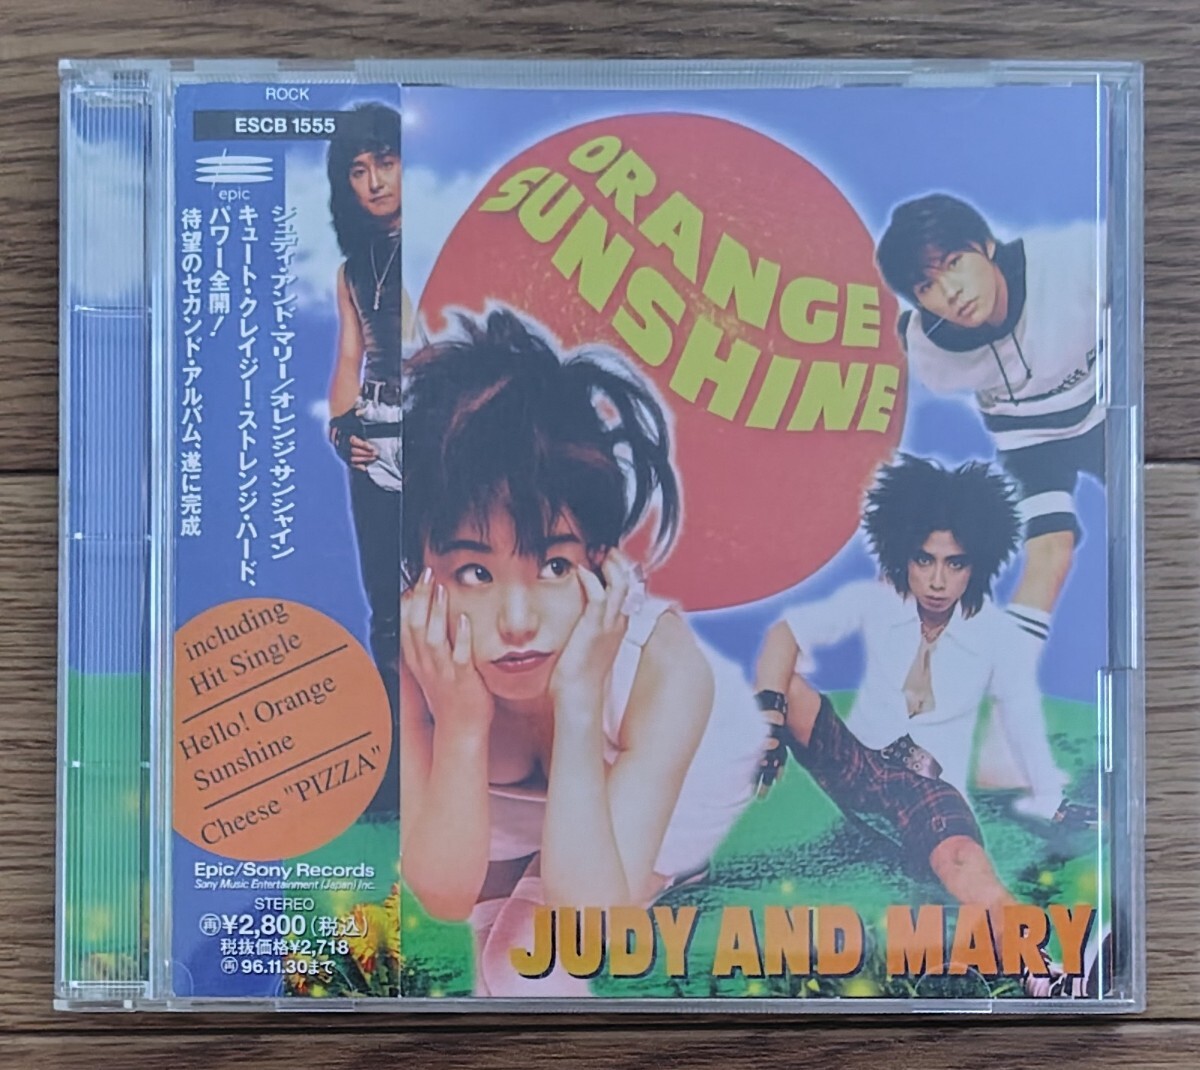 ROCK
ESCB 1555
epic
ジュディ・アンド・マリー/オレンジ・サンシャイン
キュート・クレイジー・ストレンジ・ハード、
パワー全開!
待望のセカンド・アルバム、遂に完成
including
Hit Single
Hello! Orange
Sunshine
Cheese "PIZZA"
Epic/Sony Records
Sony Music Entertainment (Japan) Inc.
STEREO
再¥2,800(税込)
税抜価格¥2,718
再96.11.30まで
ORANGE
SUNSHINE
JUDY AND MARY